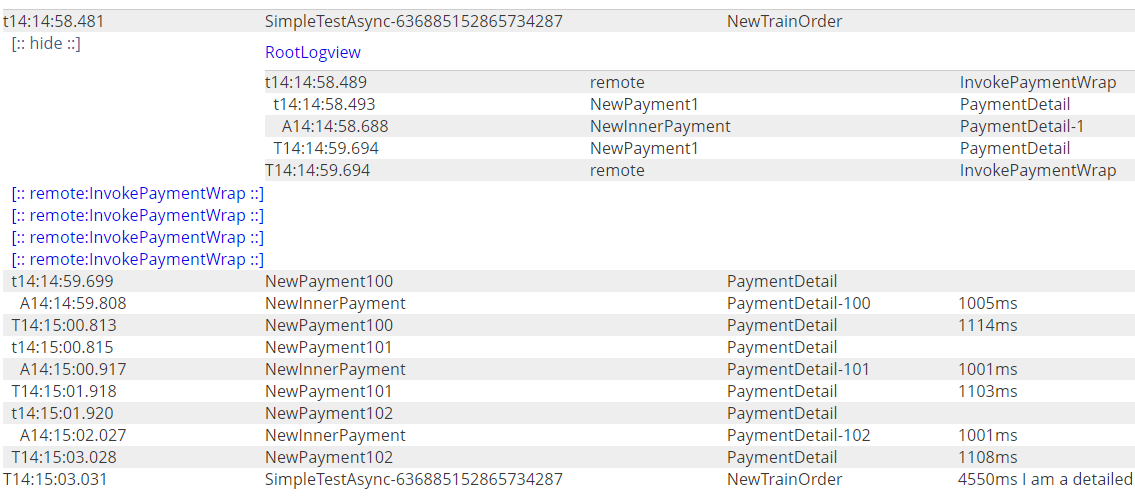 t14:14:58.481 SimpleTestAsync-636885152865734287 NewTrainOrder
[:: hide ::]
RootLogview
t14:14:58.489 remote InvokePaymentWrap
t14:14:58.493 NewPayment1 PaymentDetail
A14:14:58.688 NewInnerPayment PaymentDetail-1
T14:14:59.694 NewPayment1 PaymentDetail
T14:14:59.694 remote InvokePaymentWrap
[:: remote:InvokePaymentWrap ::]
[:: remote:InvokePaymentWrap ::]
[:: remote:InvokePaymentWrap ::]
[:: remote:InvokePaymentWrap ::]
t14:14:59.699 NewPayment100 PaymentDetail
A14:14:59.808 NewInnerPayment PaymentDetail-100 1005ms
T14:15:00.813 NewPayment100 PaymentDetail 1114ms
t14:15:00.815 NewPayment101 PaymentDetail
A14:15:00.917 NewInnerPayment PaymentDetail-101 1001ms
T14:15:01.918 NewPayment101 PaymentDetail 1103ms
t14:15:01.920 NewPayment102 PaymentDetail
A14:15:02.027 NewInnerPayment PaymentDetail-102 1001ms
T14:15:03.028 NewPayment102 PaymentDetail 1108ms
T14:15:03.031 SimpleTestAsync-636885152865734287 NewTrainOrder 4550ms I am a detailed